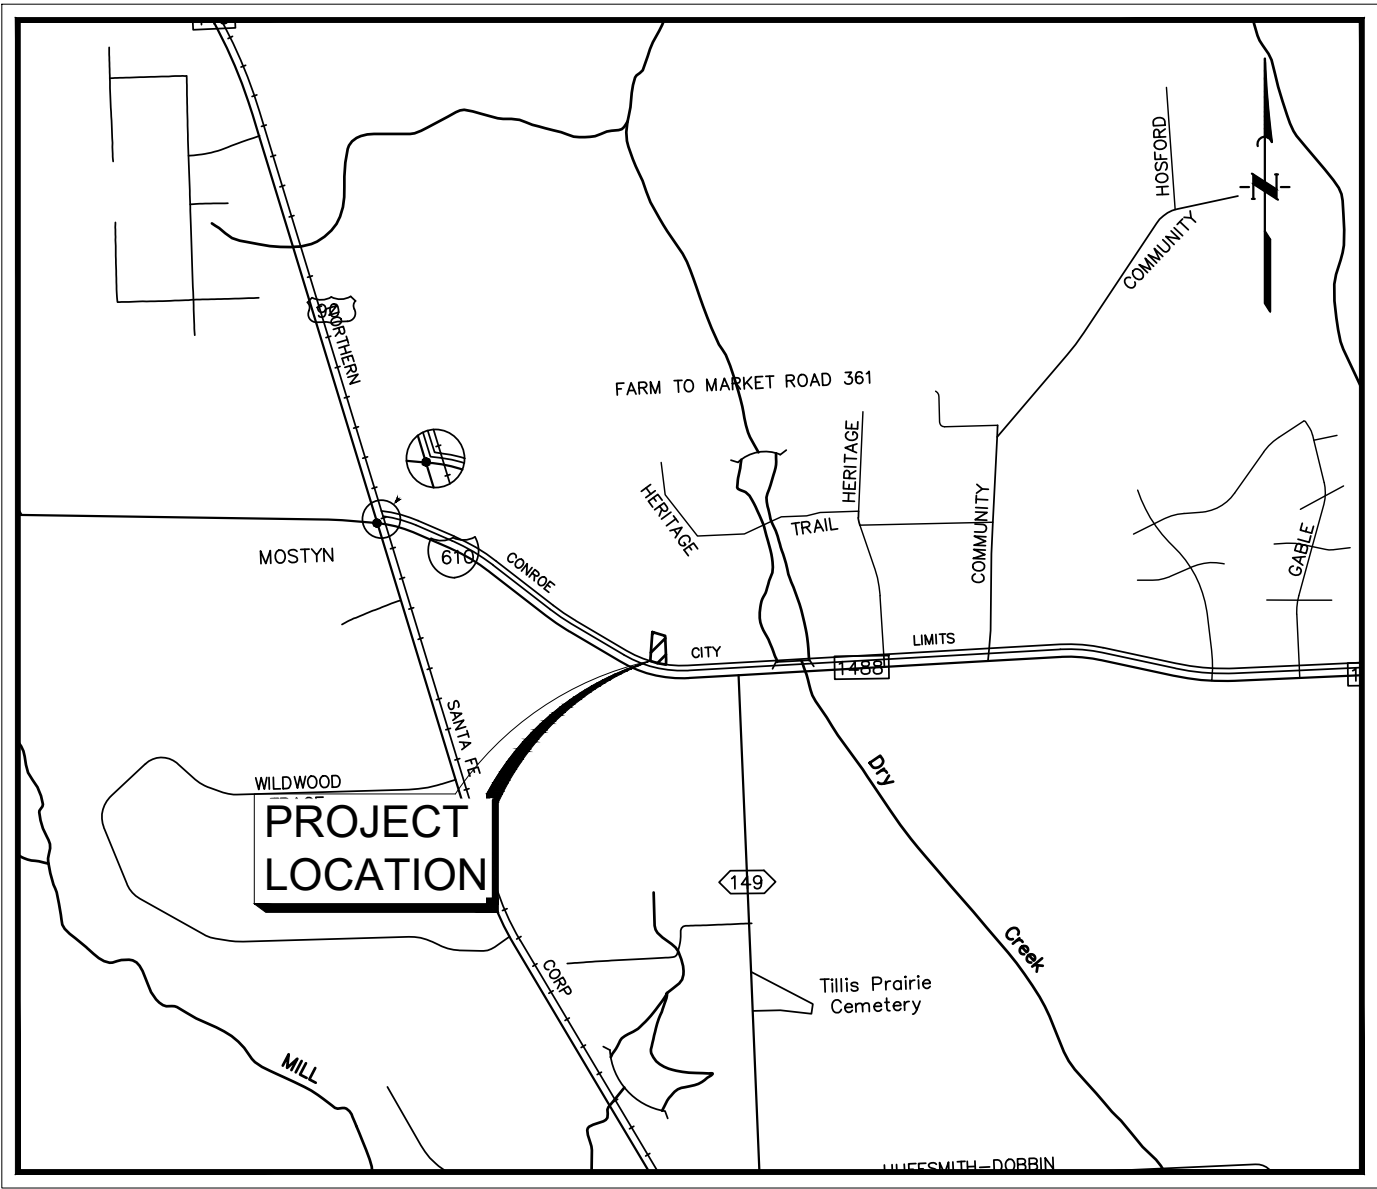 HOSFORD
COMMUNITY
NORTHERN
FARM TO MARKET ROAD 361
HERITAGE
HERITAGE
TRAIL
COMMUNITY
GABLE
MOSTYN
610
CONROE
CITY
LIMITS
1488
SANTA FE
WILDWOOD
PROJECT
LOCATION
Dry
149
Creek
CORP
Tillis Prairie
Cemetery
MILL
HUFFSMITH-DOBBIN
N